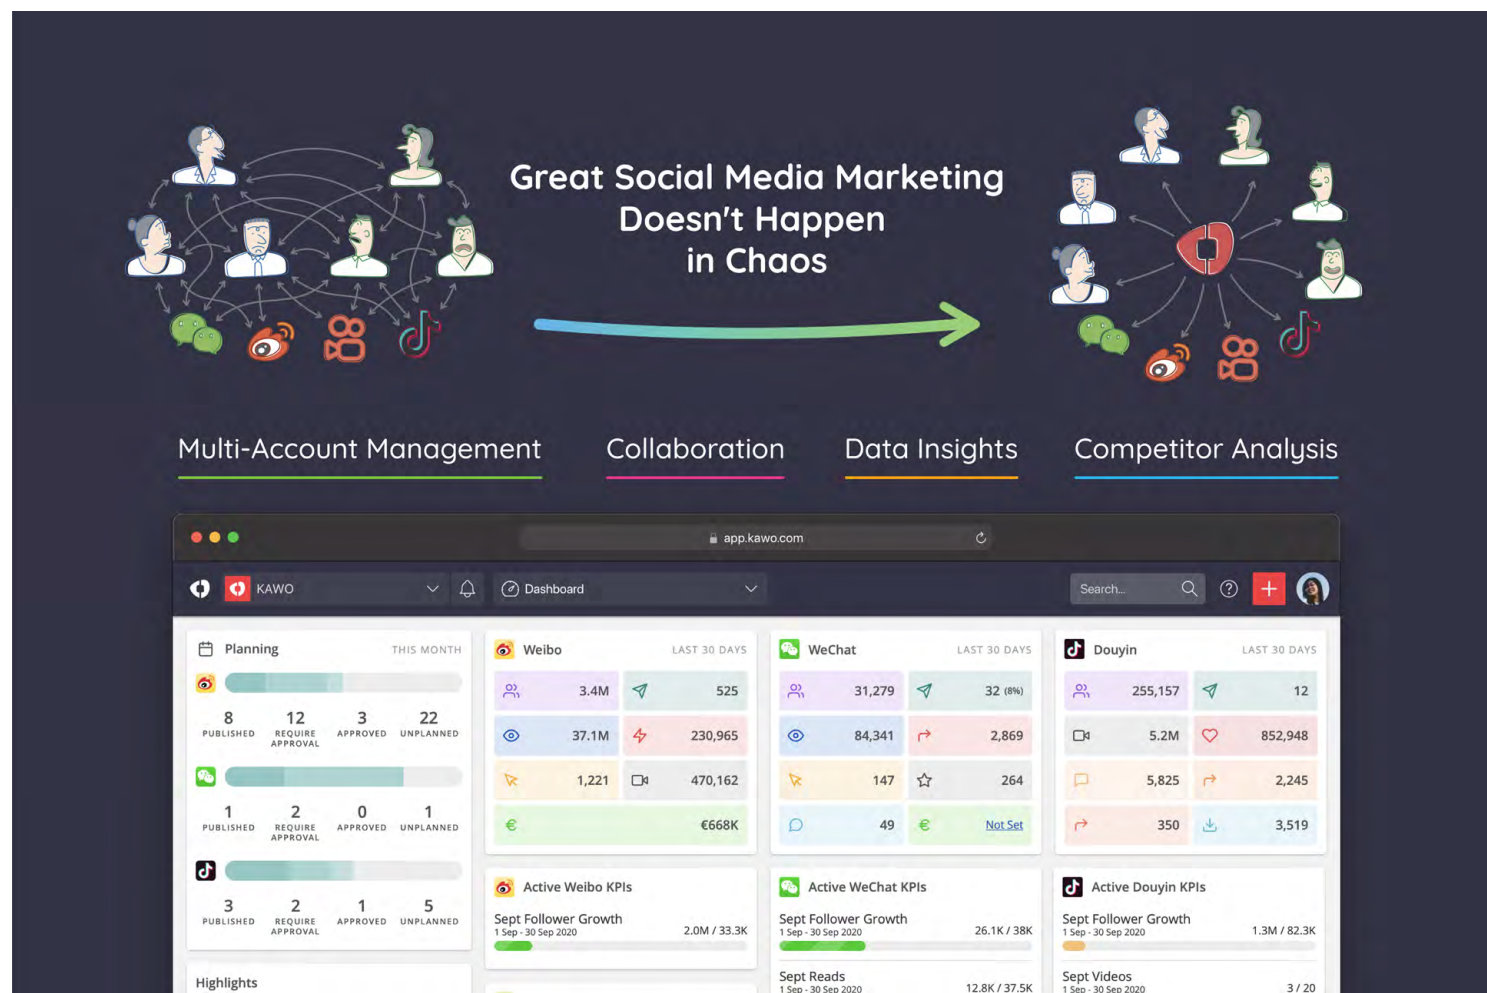 Great Social Media Marketing
Doesn't Happen
in Chaos
Multi-Account Management
Collaboration
Data Insights
Competitor Analysis
app.kawo.com
KAWO
Dashboard
Search...
Planning
THIS MONTH
8
12
3
22
PUBLISHED
REQUIRE
APPROVAL
APPROVED
UNPLANNED
1
2
0
1
PUBLISHED
REQUIRE
APPROVAL
APPROVED
UNPLANNED
3
2
1
5
PUBLISHED
REQUIRE
APPROVAL
APPROVED
UNPLANNED
Highlights
Weibo
LAST 30 DAYS
3.4M
525
37.1M
230,965
1,221
470,162
€
€668K
Active Weibo KPIs
Sept Follower Growth
1 Sep - 30 Sep 2020
2.0M / 33.3K
WeChat
LAST 30 DAYS
31,279
32 (8%)
84,341
2,869
147
264
49
€
Not Set
Active WeChat KPIs
Sept Follower Growth
1 Sep - 30 Sep 2020
26.1K / 38K
Sept Reads
1 Sep - 30 Sep 2020
12.8K / 37.5K
Douyin
LAST 30 DAYS
255,157
12
5.2M
852,948
5,825
2,245
350
3,519
Active Douyin KPIs
Sept Follower Growth
1 Sep - 30 Sep 2020
1.3M / 82.3K
Sept Videos
1 Sep - 30 Sep 2020
3 / 20